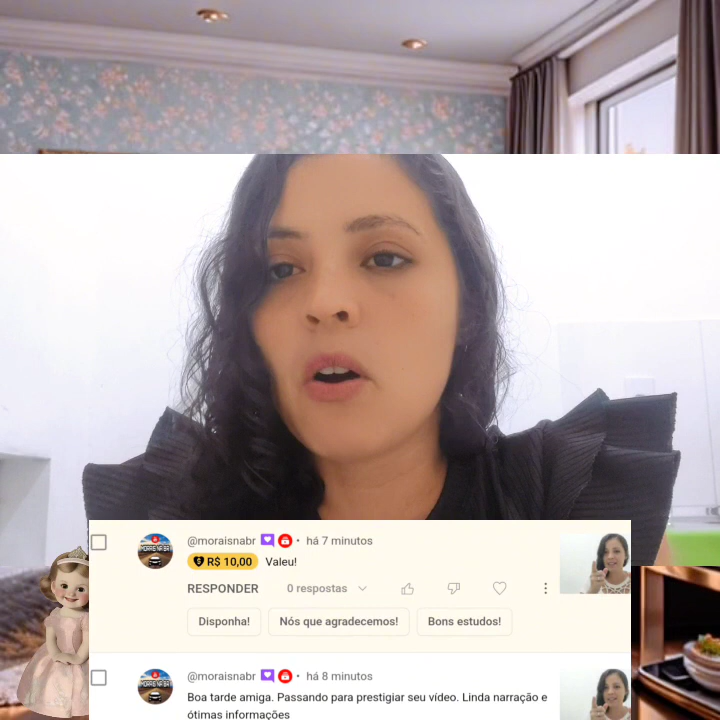 @moraisnabr • há 7 minutos
R$ 10,00 Valeu!
RESPONDER 0 respostas
Disponha! Nós que agradecemos! Bons estudos!
@moraisnabr • há 8 minutos
Boa tarde amiga. Passando para prestigiar seu vídeo. Linda narração e
ótimas informações